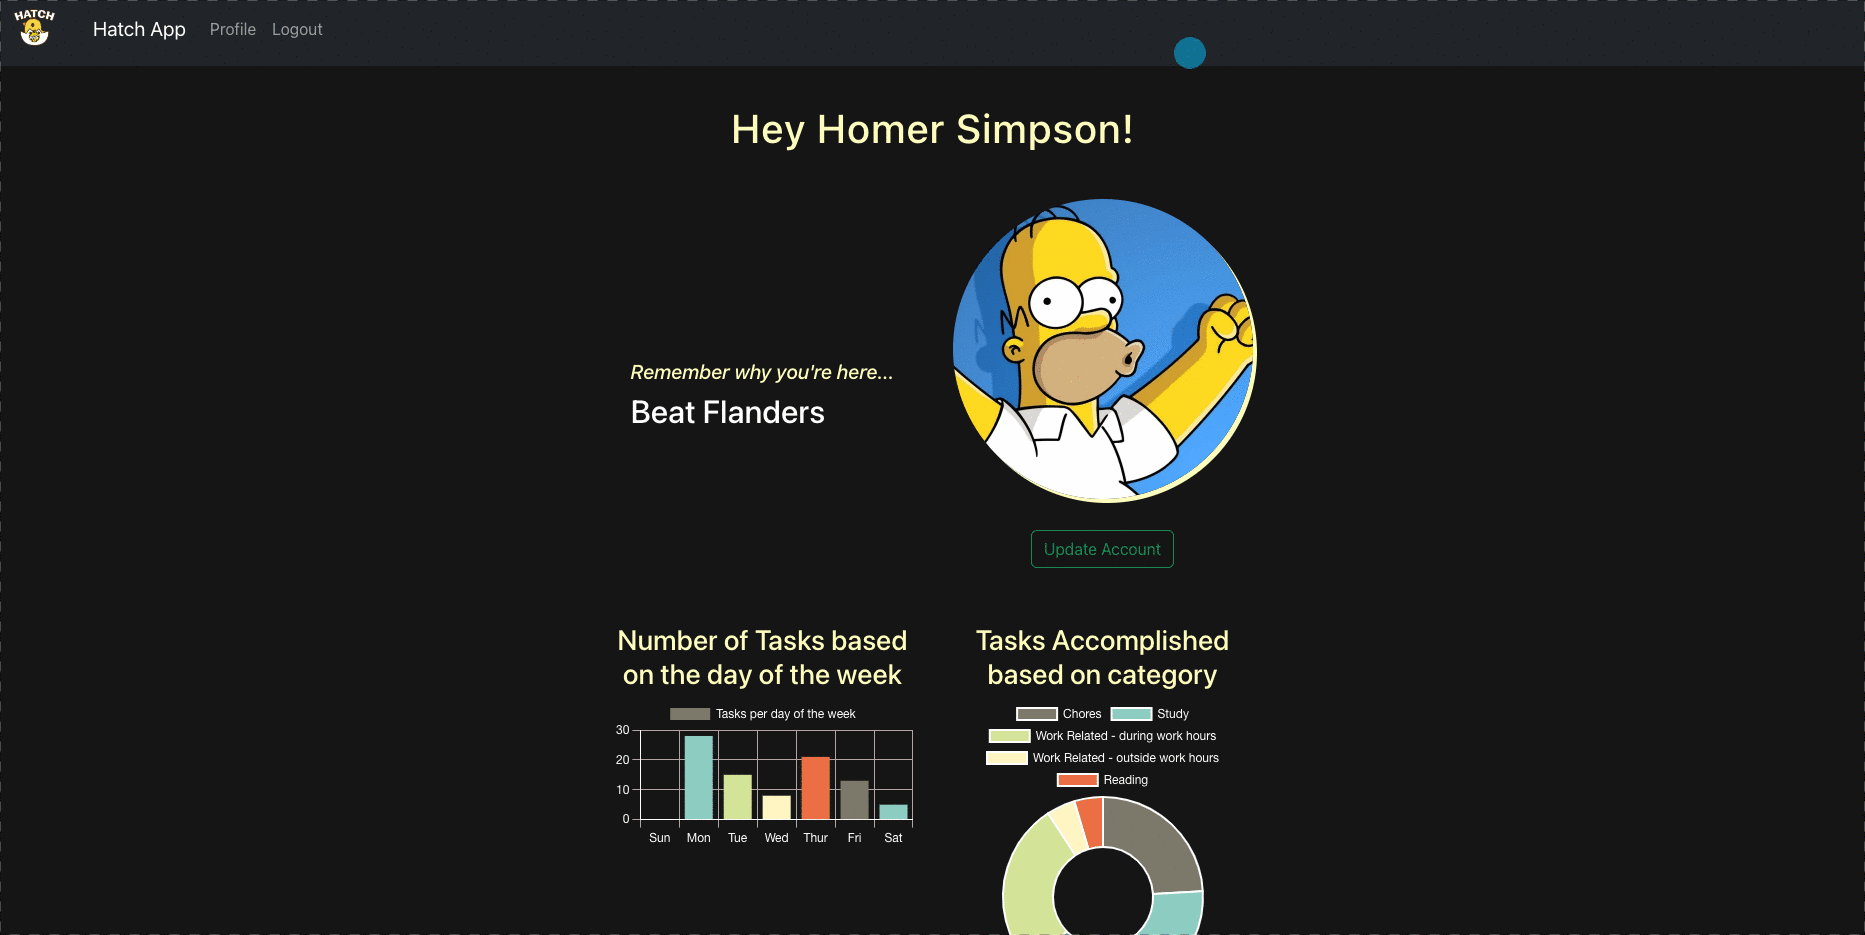 HATCH
Hatch App Profile Logout
Hey Homer Simpson!
Remember why you're here...
Beat Flanders
Update Account
Number of Tasks based
on the day of the week
Tasks per day of the week
30
20
10
0
Sun Mon Tue Wed Thur Fri Sat
Tasks Accomplished
based on category
Chores Study
Work Related - during work hours
Work Related - outside work hours
Reading